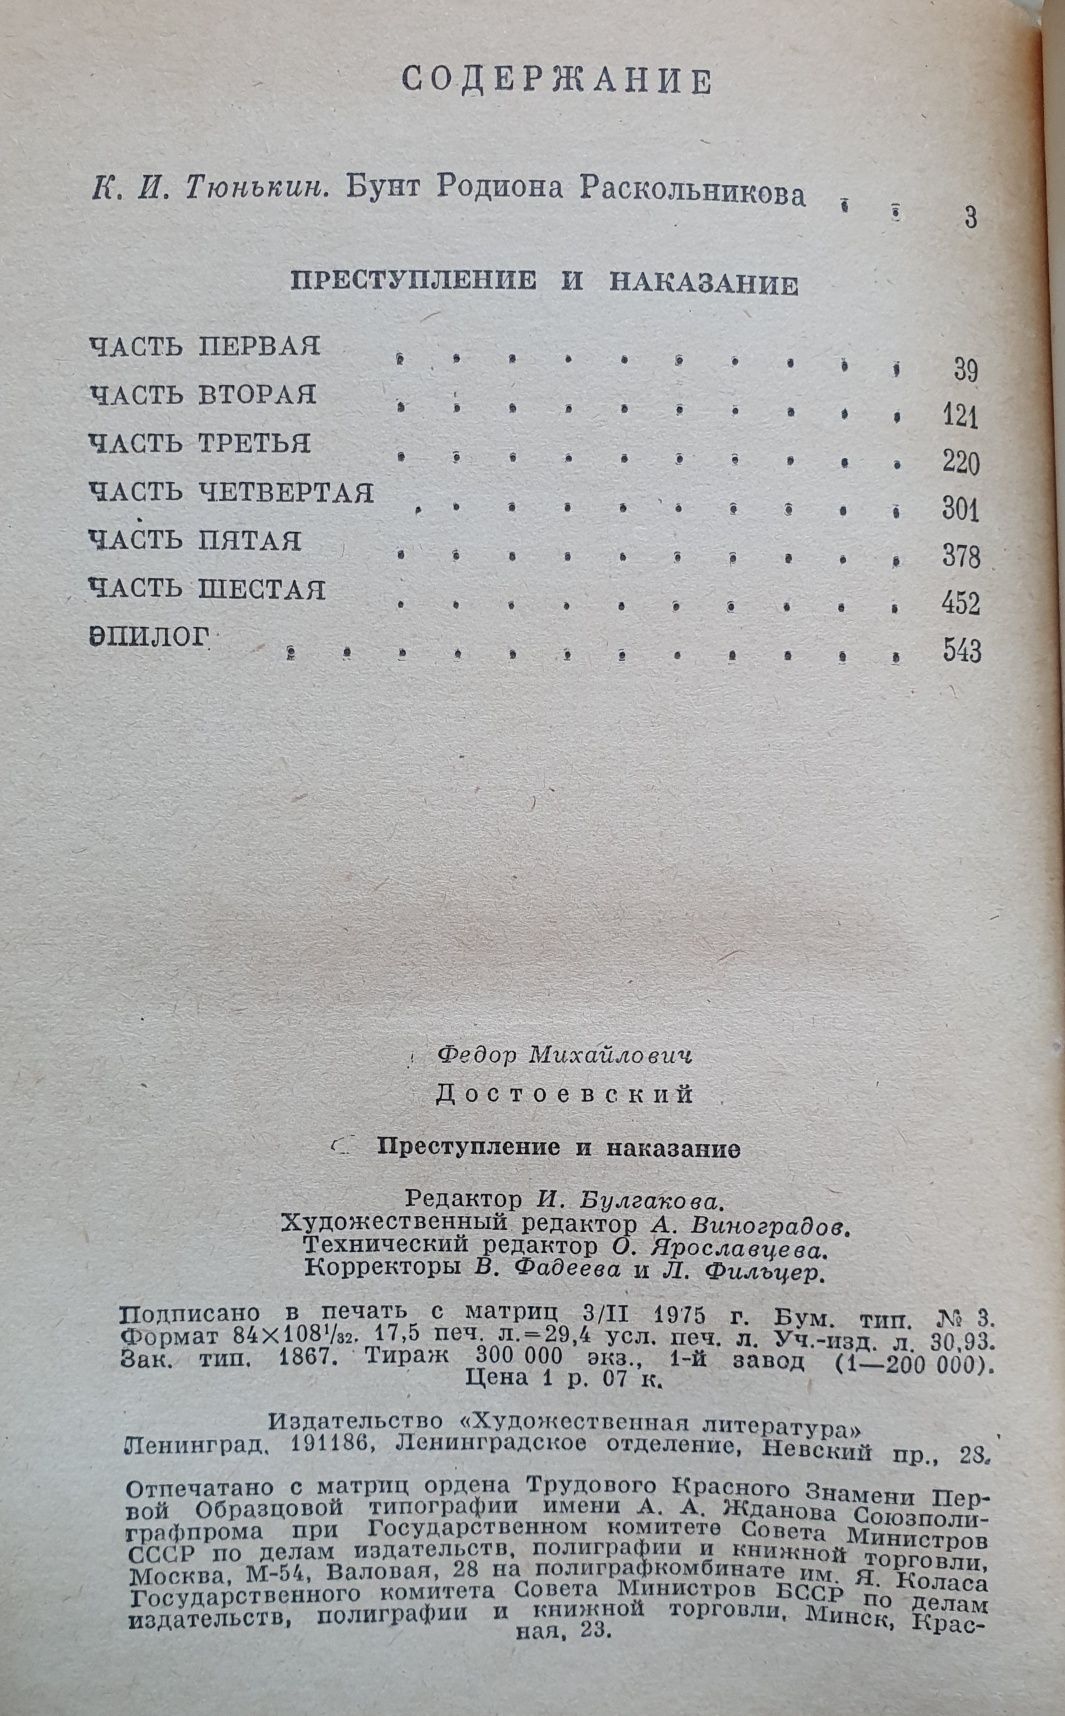 СОДЕРЖАНИЕ
К. И. Тюнькин. Бунт Родиона Раскольникова . . 3
ПРЕСТУПЛЕНИЕ И НАКАЗАНИЕ
ЧАСТЬ ПЕРВАЯ . . . . . . . . . . 39
ЧАСТЬ ВТОРАЯ . . . . . . . . . . 121
ЧАСТЬ ТРЕТЬЯ . . . . . . . . . . 220
ЧАСТЬ ЧЕТВЕРТАЯ . . . . . . . . . . 301
ЧАСТЬ ПЯТАЯ . . . . . . . . . . 378
ЧАСТЬ ШЕСТАЯ . . . . . . . . . . 452
ЭПИЛОГ . . . . . . . . . . . . 543
Федор Михайлович
Достоевский
Преступление и наказание
Редактор И. Булгакова.
Художественный редактор А. Виноградов.
Технический редактор О. Ярославцева.
Корректоры В. Фадеева и Л. Фильцер.
Подписано в печать с матриц 3/II 1975 г. Бум. тип. № 3.
Формат 84×108¹/₃₂. 17,5 печ. л.=29,4 усл. печ. л. Уч.-изд. л. 30,93.
Зак. тип. 1867. Тираж 300 000 экз., 1-й завод (1—200 000).
Цена 1 р. 07 к.
Издательство «Художественная литература»
Ленинград, 191186, Ленинградское отделение, Невский пр., 28.
Отпечатано с матриц ордена Трудового Красного Знамени Пер-
вой Образцовой типографии имени А. А. Жданова Союзполи-
графпрома при Государственном комитете Совета Министров
СССР по делам издательств, полиграфии и книжной торговли,
Москва, М-54, Валовая, 28 на полиграфкомбинате им. Я. Коласа
Государственного комитета Совета Министров БССР по делам
издательств, полиграфии и книжной торговли, Минск, Крас-
ная, 23.